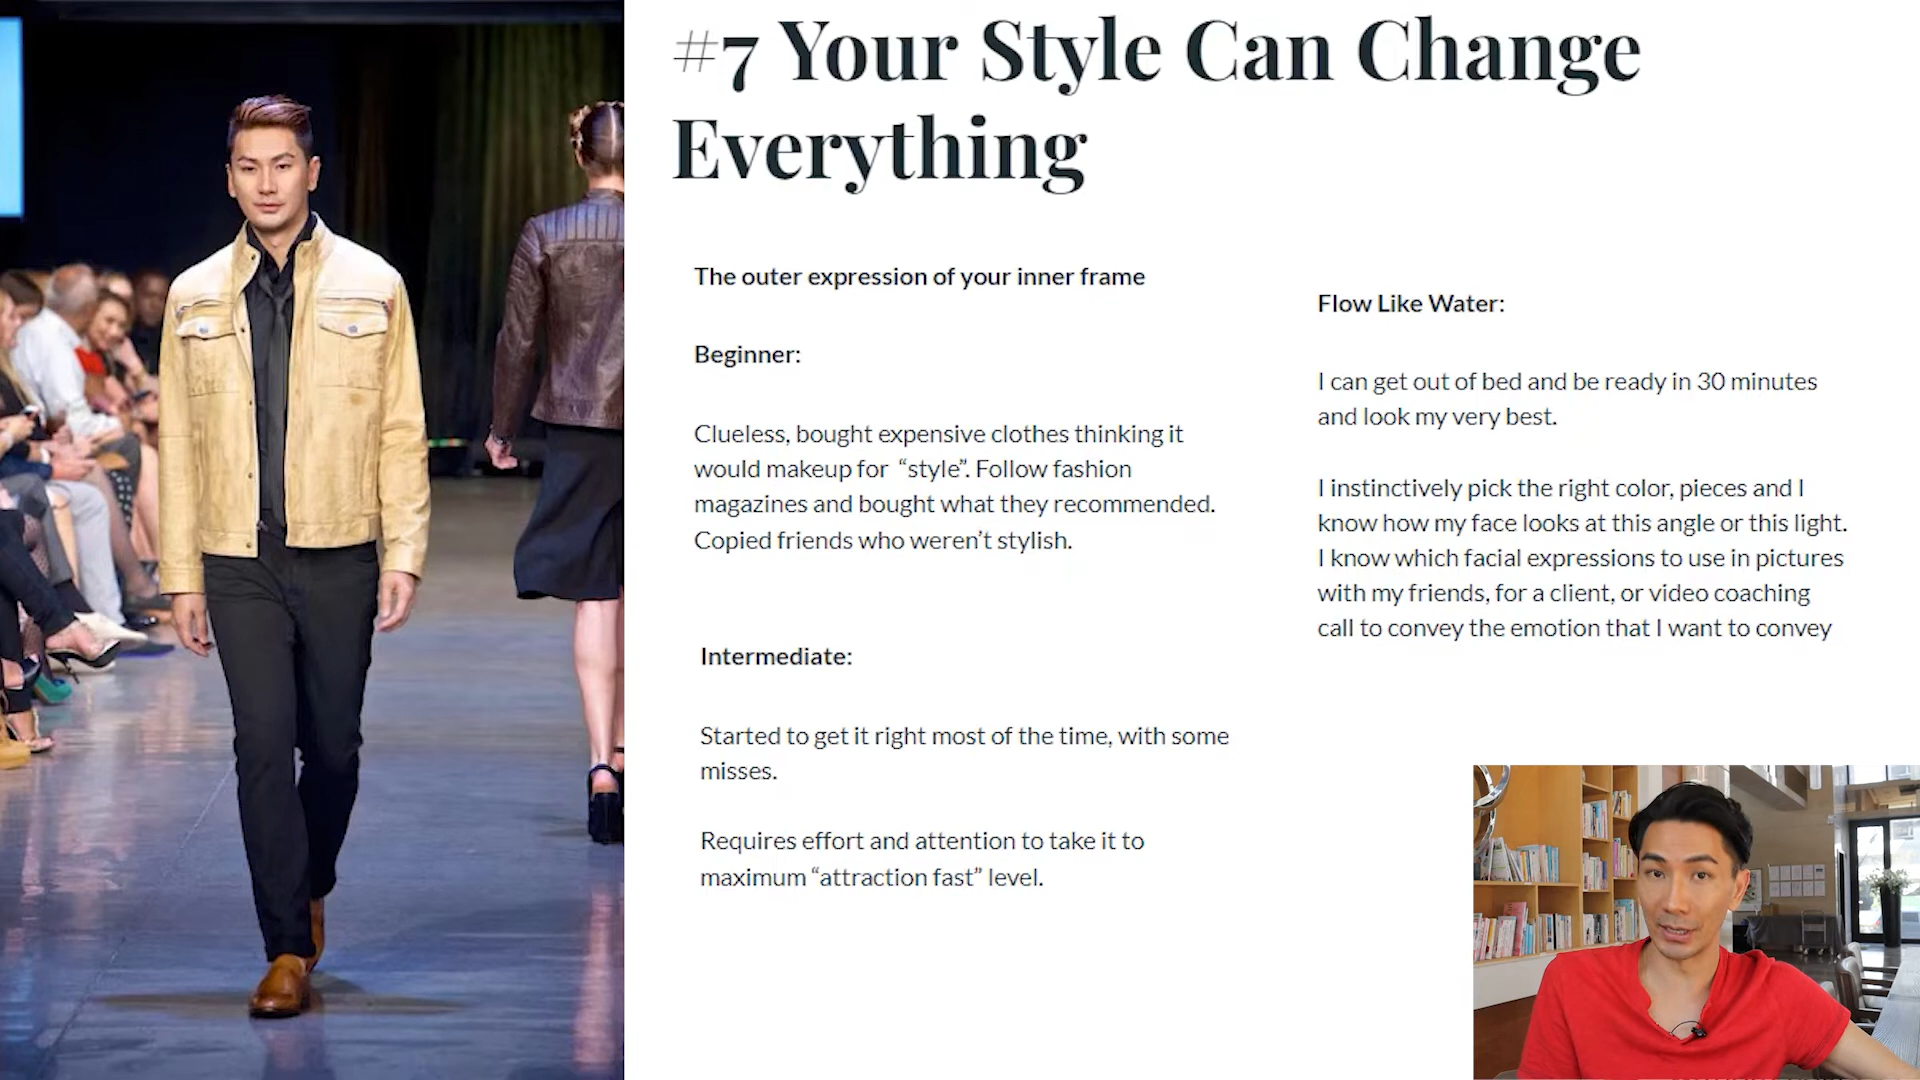 #7 Your Style Can Change
Everything
The outer expression of your inner frame
Beginner:
Clueless, bought expensive clothes thinking it
would makeup for “style”. Follow fashion
magazines and bought what they recommended.
Copied friends who weren’t stylish.
Intermediate:
Started to get it right most of the time, with some
misses.
Requires effort and attention to take it to
maximum “attraction fast” level.
Flow Like Water:
I can get out of bed and be ready in 30 minutes
and look my very best.
I instinctively pick the right color, pieces and I
know how my face looks at this angle or this light.
I know which facial expressions to use in pictures
with my friends, for a client, or video coaching
call to convey the emotion that I want to convey